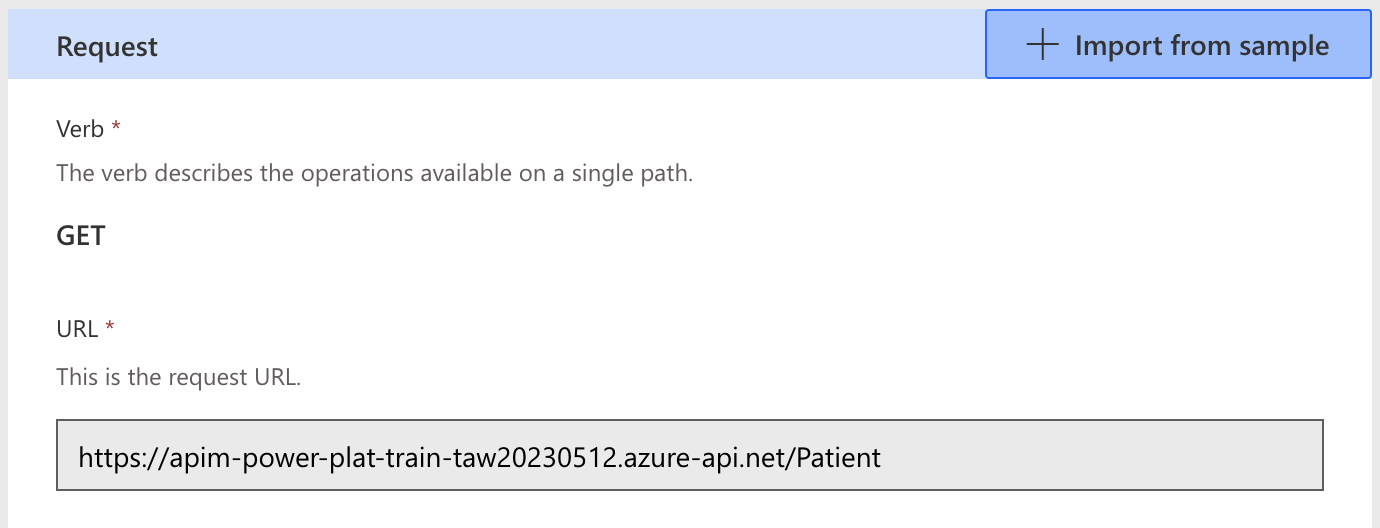 Request
Import from sample
Verb *
The verb describes the operations available on a single path.
GET
URL *
This is the request URL.
https://apim-power-plat-train-taw20230512.azure-api.net/Patient